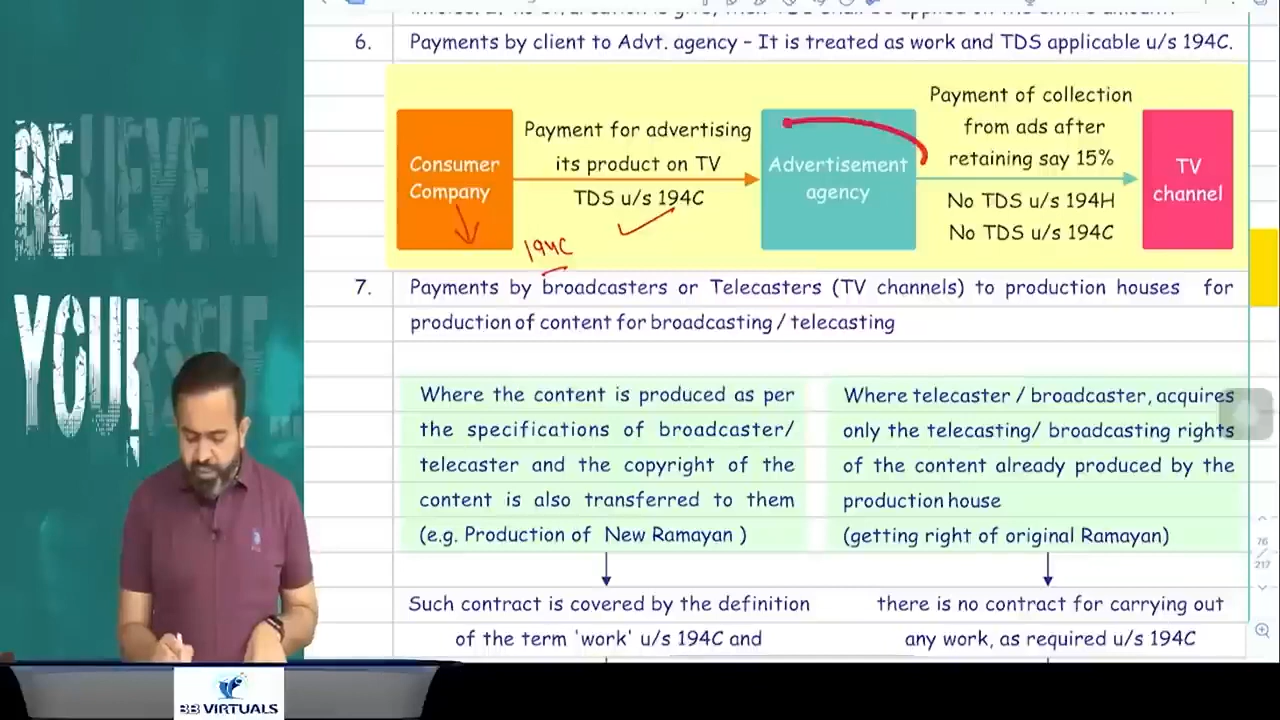 BELIEVE IN
YOURSELF
6. Payments by client to Advt. agency – It is treated as work and TDS applicable u/s 194C.
Consumer
Company
Payment for advertising
its product on TV
TDS u/s 194C
Advertisement
agency
Payment of collection
from ads after
retaining say 15%
No TDS u/s 194H
No TDS u/s 194C
TV
channel
194C
7. Payments by broadcasters or Telecasters (TV channels) to production houses for
production of content for broadcasting / telecasting
Where the content is produced as per
the specifications of broadcaster/
telecaster and the copyright of the
content is also transferred to them
(e.g. Production of New Ramayan )
Where telecaster / broadcaster, acquires
only the telecasting/ broadcasting rights
of the content already produced by the
production house
(getting right of original Ramayan)
Such contract is covered by the definition
of the term 'work' u/s 194C and
there is no contract for carrying out
any work, as required u/s 194C
76
/
217
BB VIRTUALS